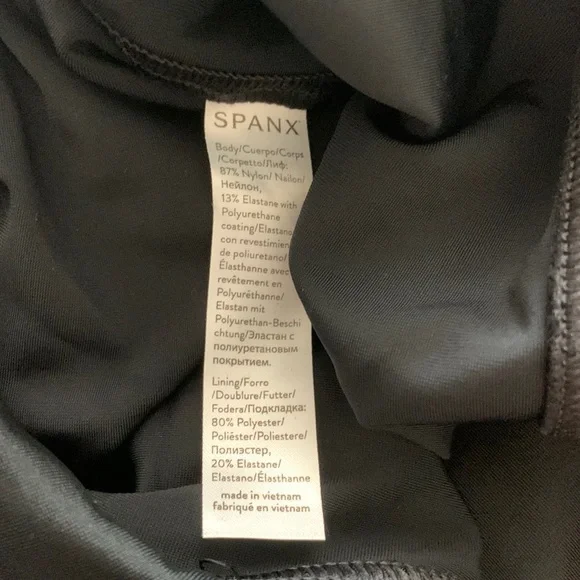 SPANX®
Body/Cuerpo/Corps
/Corpetto/Лиф:
87% Nylon/ Nailon/
Нейлон,
13% Elastane with
Polyurethane
coating/Elastano
con revestimien
de poliuretano/
Élasthanne avec
revêtement en
Polyuréthanne/
Elastan mit
Polyurethan-Beschi
chtung/Эластан с
полиуретановым
покрытием.
Lining/Forro
/Doublure/Futter/
Fodera/Подкладка:
80% Polyester/
Poliéster/Poliestere/
Полиэстер,
20% Elastane/
Elastano/Élasthanne
made in vietnam
fabriqué en vietnam